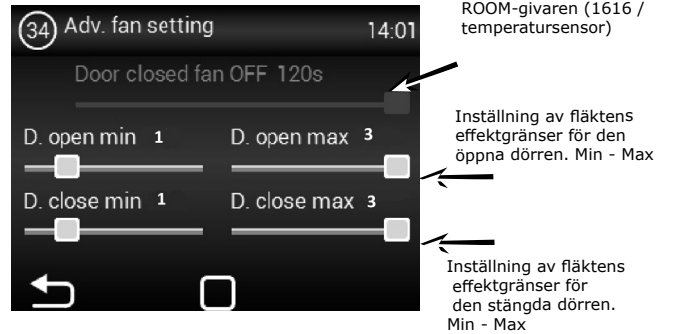 34 Adv. fan setting 14:01
Door closed fan OFF 120s
D. open min 1 D. open max 3
D. close min 1 D. close max 3
ROOM-givaren (1616 /
temperatursensor)
Inställning av fläktens
effektgränser för den
öppna dörren. Min - Max
Inställning av fläktens
effektgränser för
den stängda dörren.
Min - Max